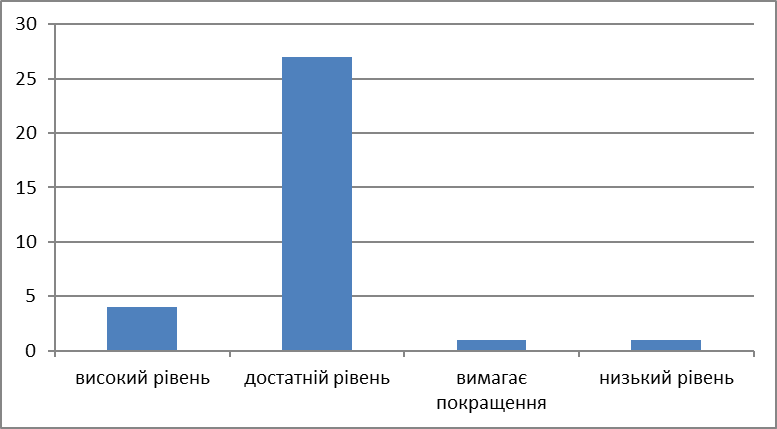 30
25
20
15
10
5
0
високий рівень
достатній рівень
вимагає
покращення
низький рівень